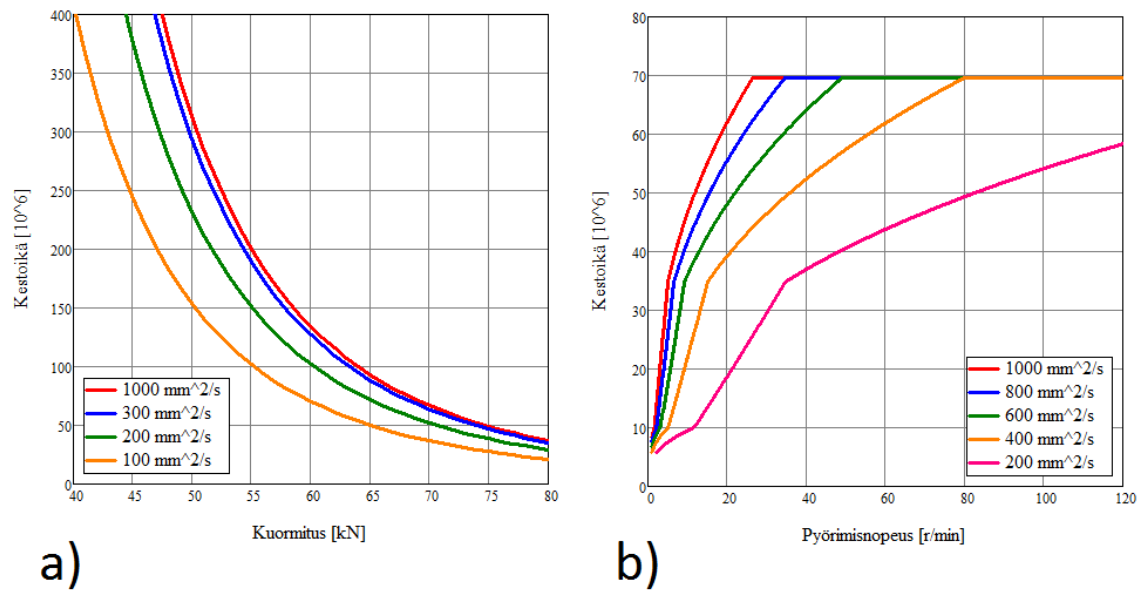 400
350
300
250
200
150
100
50
0
Kestoikä [10^6]
1000 mm^2/s
300 mm^2/s
200 mm^2/s
100 mm^2/s
40 45 50 55 60 65 70 75 80
Kuormitus [kN]
a)
80
70
60
50
40
30
20
10
0
Kestoikä [10^6]
1000 mm^2/s
800 mm^2/s
600 mm^2/s
400 mm^2/s
200 mm^2/s
0 20 40 60 80 100 120
Pyörimisnopeus [r/min]
b)